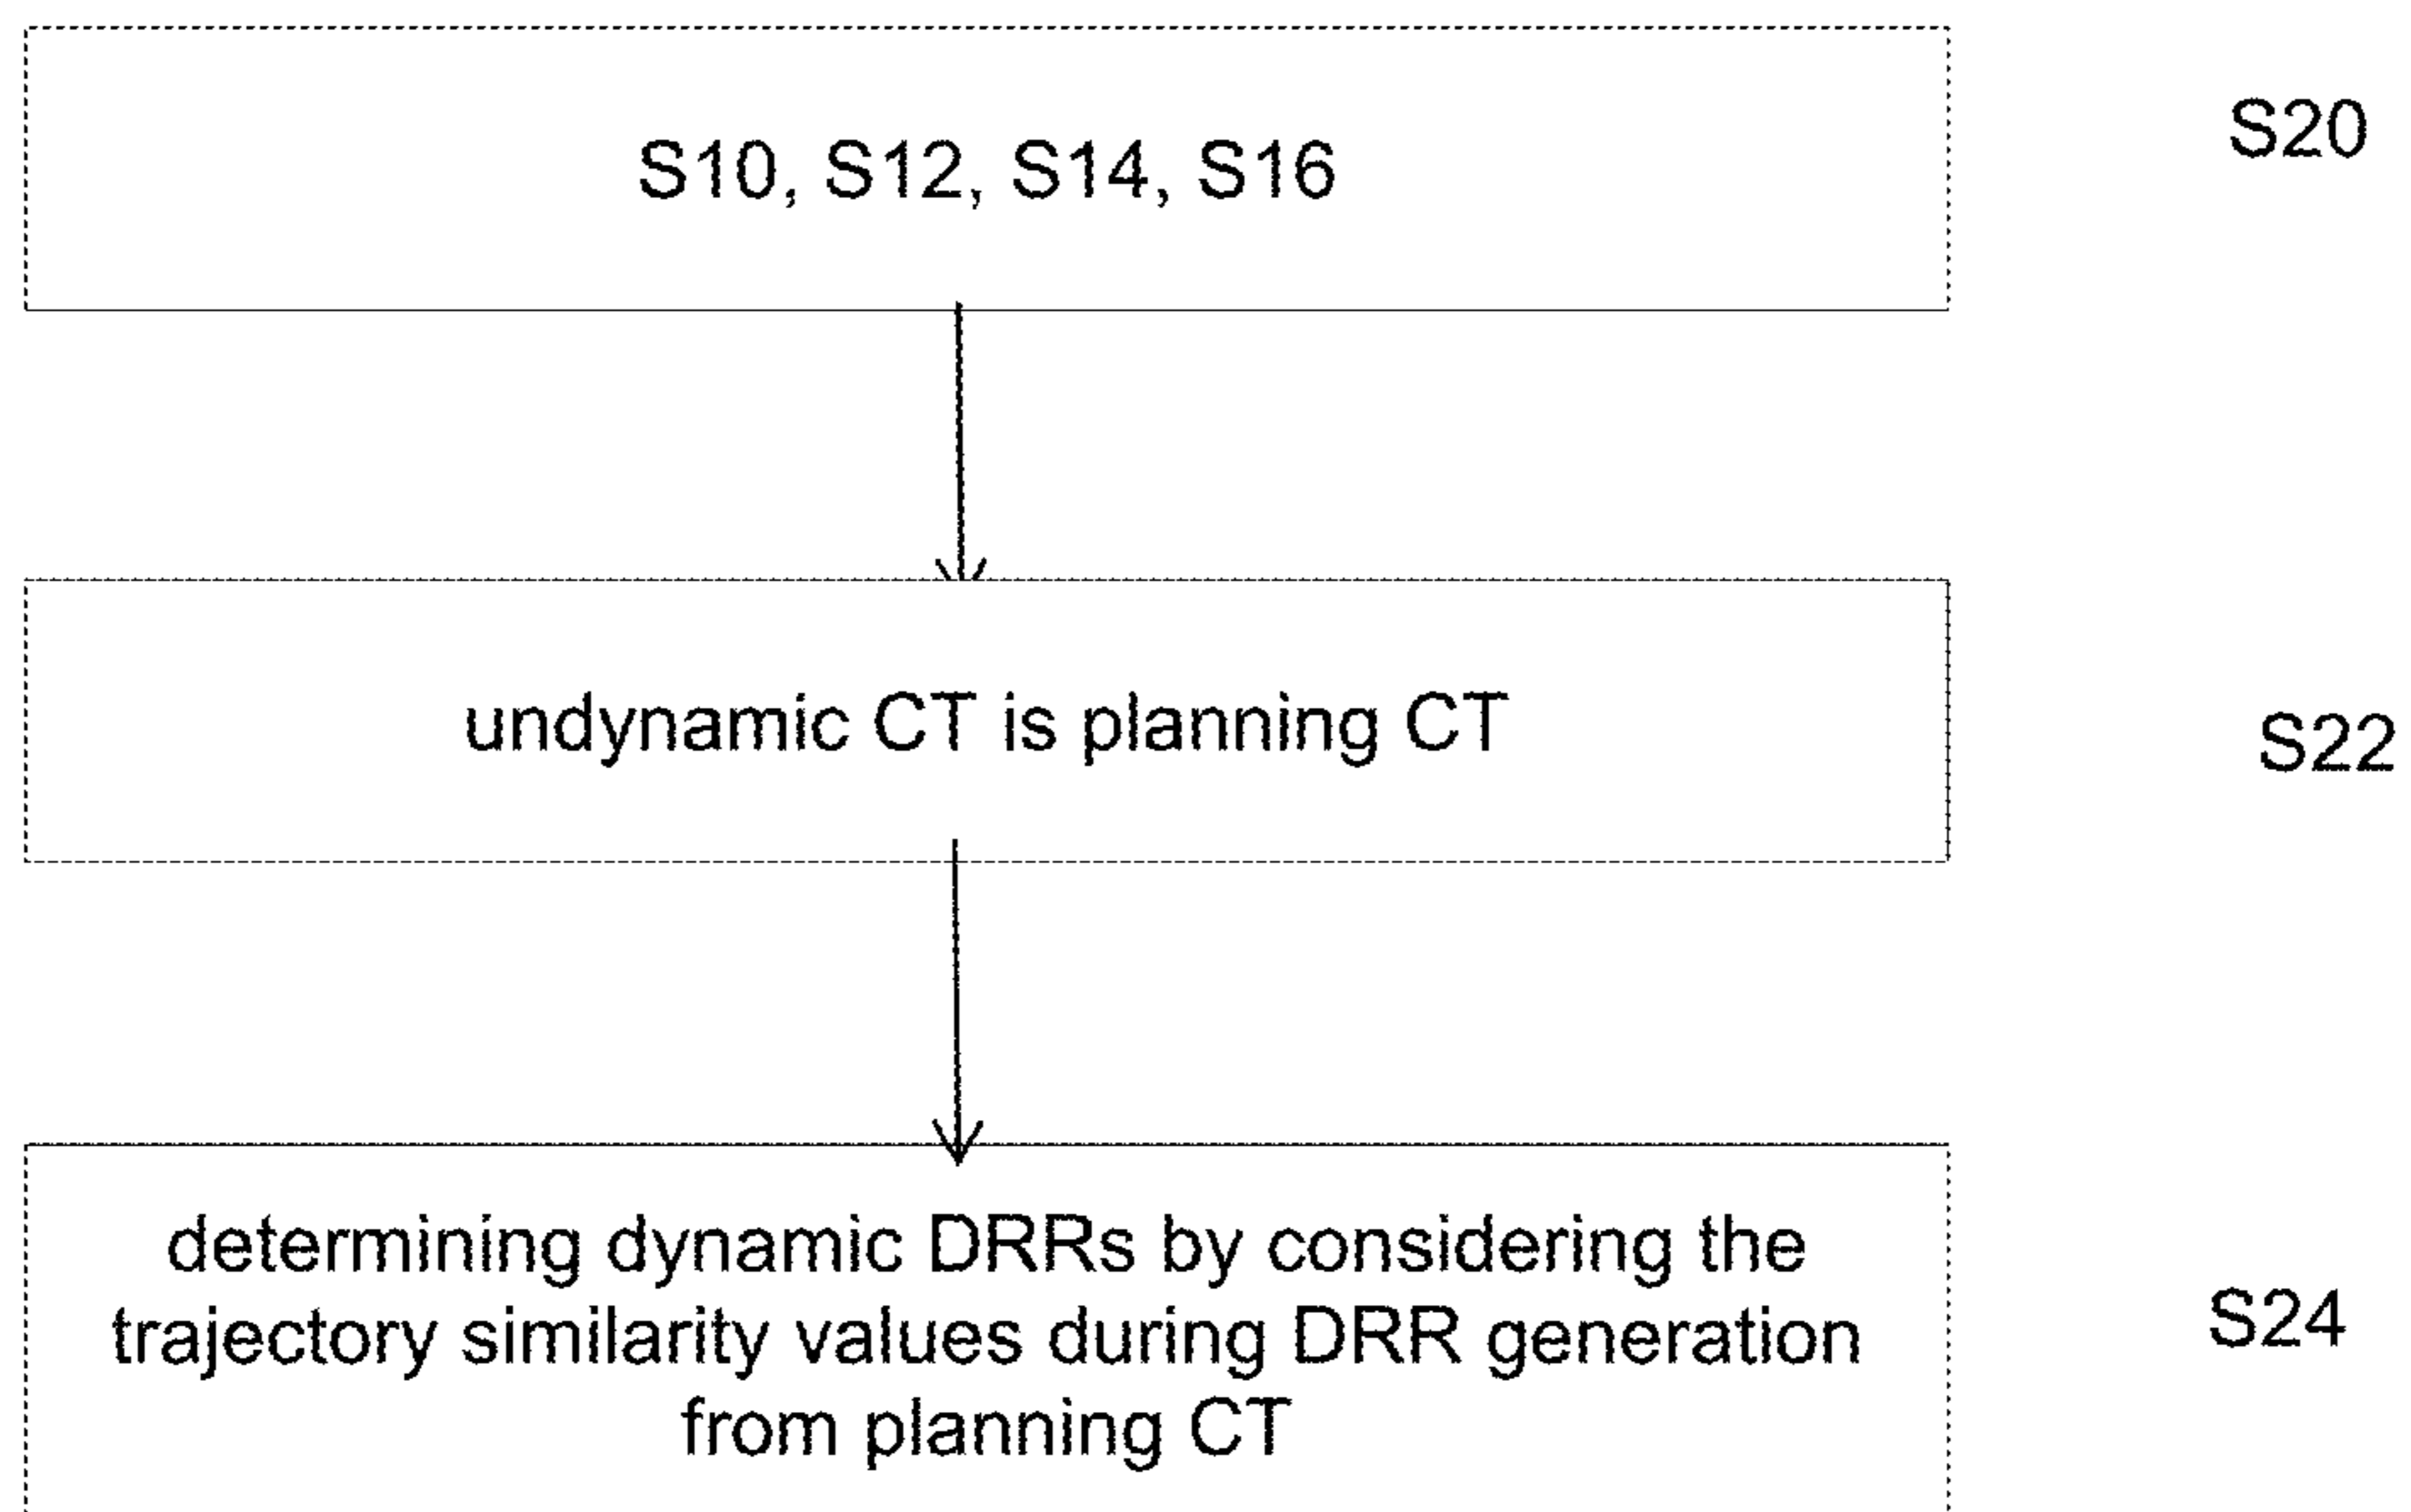 S10, S12, S14, S16
S20
undynamic CT is planning CT
S22
determining dynamic DRRs by considering the
trajectory similarity values during DRR generation
from planning CT
S24